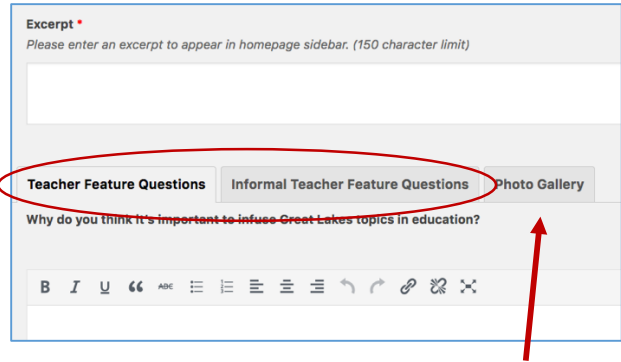 Excerpt *
Please enter an excerpt to appear in homepage sidebar. (150 character limit)
Teacher Feature Questions Informal Teacher Feature Questions Photo Gallery
Why do you think it's important to infuse Great Lakes topics in education?
B I U “ ABC